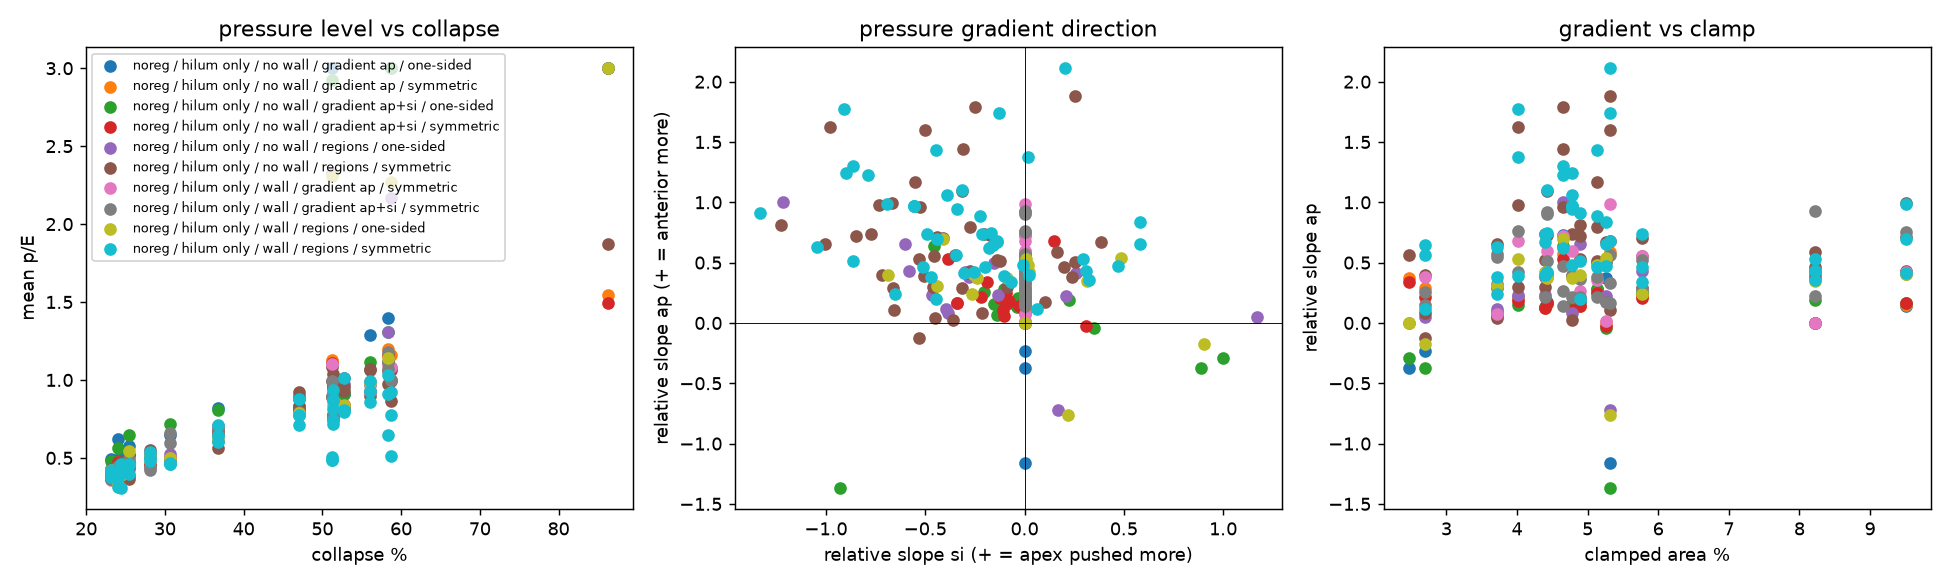 pressure level vs collapse
mean p/E
3.0
2.5
2.0
1.5
1.0
0.5
noreg / hilum only / no wall / gradient ap / one-sided
noreg / hilum only / no wall / gradient ap / symmetric
noreg / hilum only / no wall / gradient ap+si / one-sided
noreg / hilum only / no wall / gradient ap+si / symmetric
noreg / hilum only / no wall / regions / one-sided
noreg / hilum only / no wall / regions / symmetric
noreg / hilum only / wall / gradient ap / symmetric
noreg / hilum only / wall / gradient ap+si / symmetric
noreg / hilum only / wall / regions / one-sided
noreg / hilum only / wall / regions / symmetric
20 30 40 50 60 70 80
collapse %
pressure gradient direction
relative slope ap (+ = anterior more)
2.0
1.5
1.0
0.5
0.0
−0.5
−1.0
−1.5
−1.0 −0.5 0.0 0.5 1.0
relative slope si (+ = apex pushed more)
gradient vs clamp
relative slope ap
2.0
1.5
1.0
0.5
0.0
−0.5
−1.0
−1.5
3 4 5 6 7 8 9
clamped area %